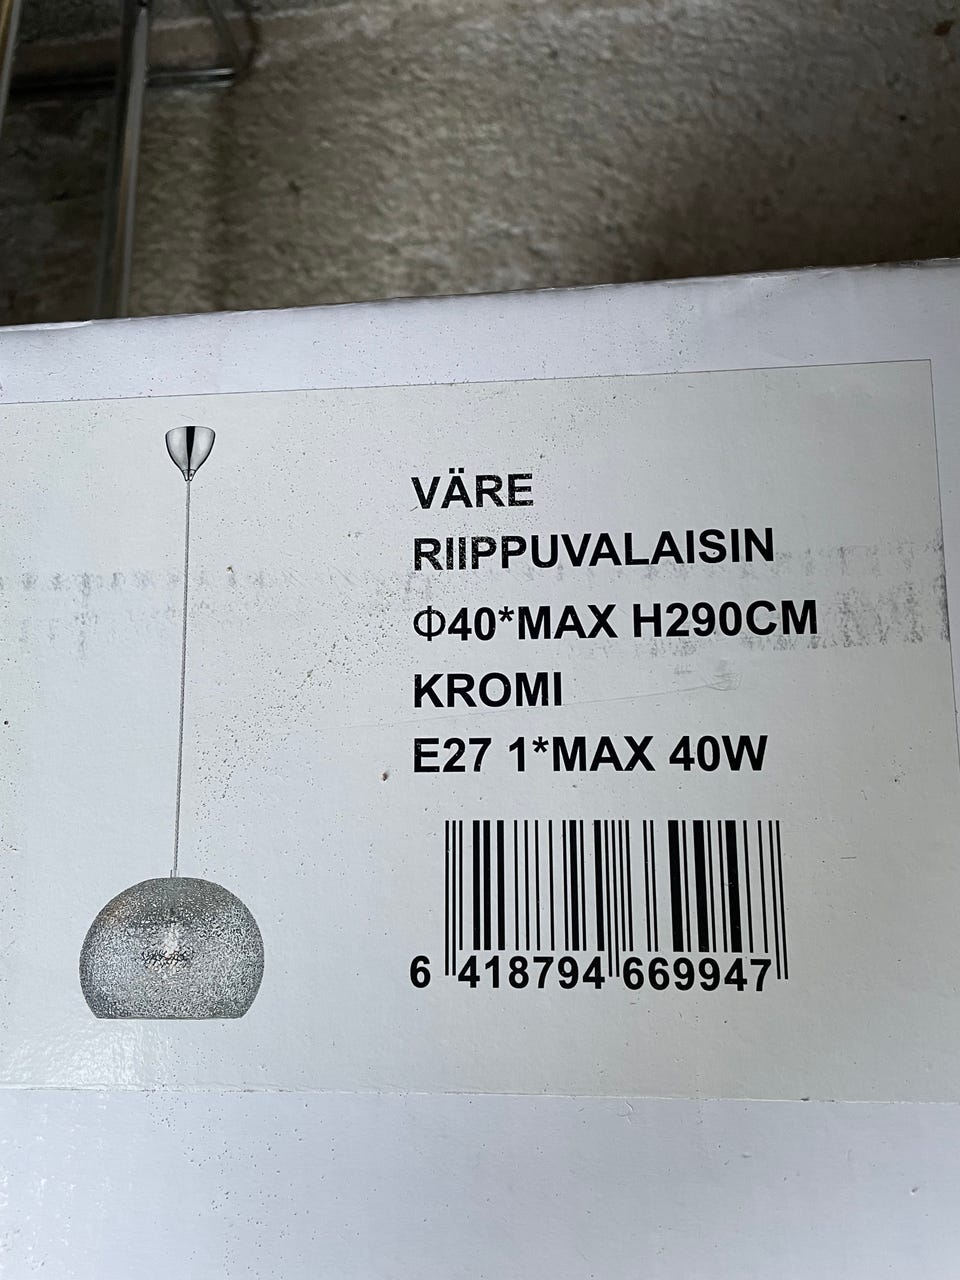 VÄRE
RIIPPUVALAISIN
Φ40*MAX H290CM
KROMI
E27 1*MAX 40W
6 418794 669947